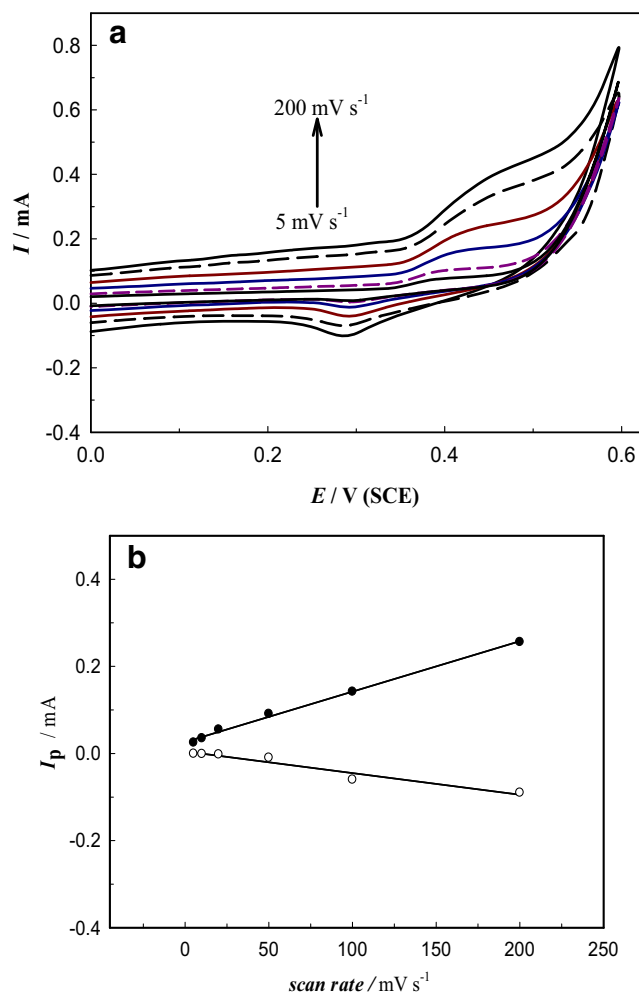 a
0.8
0.6
0.4
0.2
0.0
-0.2
-0.4
I / mA
200 mV s⁻¹
5 mV s⁻¹
0.0 0.2 0.4 0.6
E / V (SCE)
b
0.4
0.2
0.0
-0.2
-0.4
Ip / mA
0 50 100 150 200 250
scan rate / mV s⁻¹